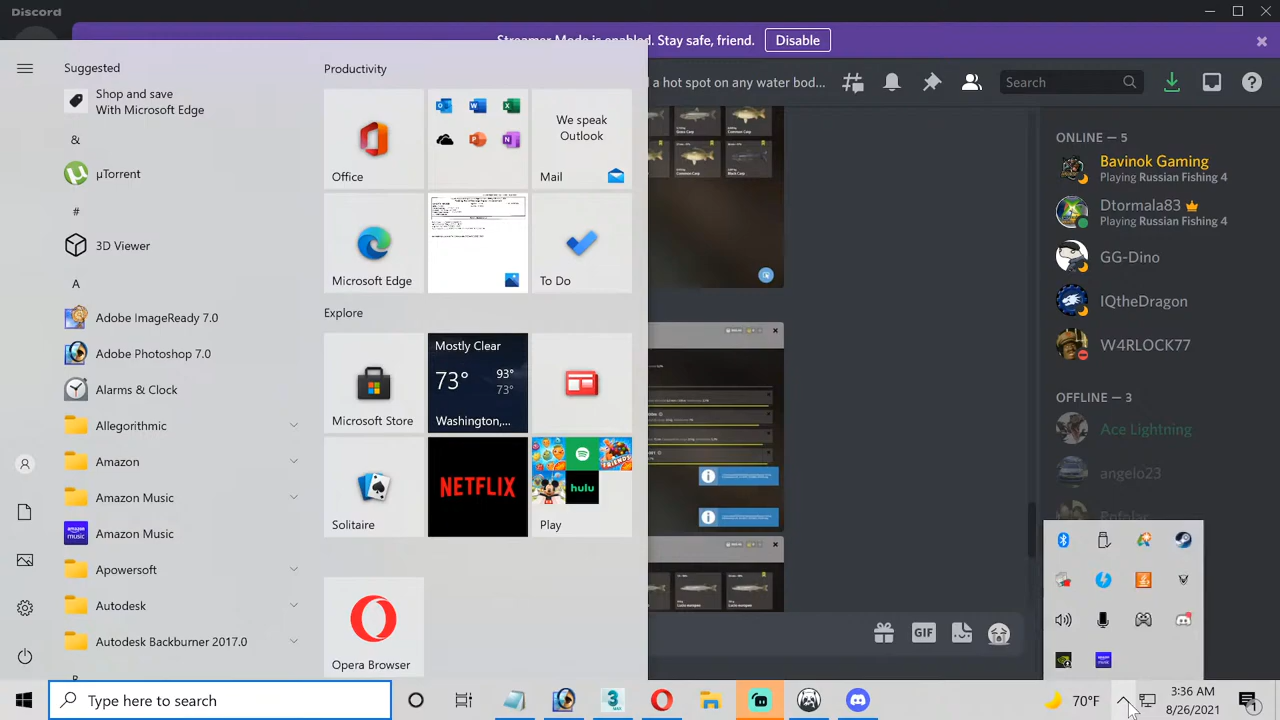 Discord
Streamer Mode is enabled. Stay safe, friend.
Disable
d a hot spot on any water bod...
Search
Suggested
Shop and save
With Microsoft Edge
&
µTorrent
#
3D Viewer
A
Adobe ImageReady 7.0
Adobe Photoshop 7.0
Alarms & Clock
Allegorithmic
Amazon
Amazon Music
Amazon Music
Apowersoft
Autodesk
Autodesk Backburner 2017.0
Productivity
Office
We speak
Outlook
Mail
Microsoft Edge
To Do
Explore
Microsoft Store
Mostly Clear
73°
93°
73°
Washington,...
Solitaire
NETFLIX
hulu
Play
Opera Browser
GIF
ONLINE — 5
Bavinok Gaming
Playing Russian Fishing 4
Dtormala83
Playing Russian Fishing 4
GG-Dino
IQtheDragon
W4RLOCK77
OFFLINE — 3
Ace Lightning
angelo23
Type here to search
70°F
3:36 AM
8/26/2021
1